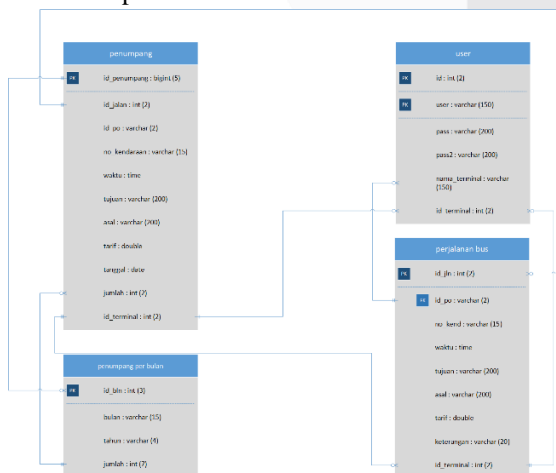 penumpang
PK id_penumpang : bigint (5)
id_jalan : int (2)
id_po : varchar (2)
no_kendaraan : varchar (15)
waktu : time
tujuan : varchar (200)
asal : varchar (200)
tarif : double
tanggal : date
jumlah : int (2)
id_terminal : int (2)
penumpang per bulan
PK id_bln : int (3)
bulan : varchar (15)
tahun : varchar (4)
jumlah : int (7)
user
PK id : int (2)
PK user : varchar (150)
pass : varchar (200)
pass2 : varchar (200)
nama_terminal : varchar
(150)
id_terminal : int (2)
perjalanan bus
PK id_jln : int (2)
id_po : varchar (2)
no_kend : varchar (15)
waktu : time
tujuan : varchar (200)
asal : varchar (200)
tarif : double
keterangan : varchar (20)
id_terminal : int (2)